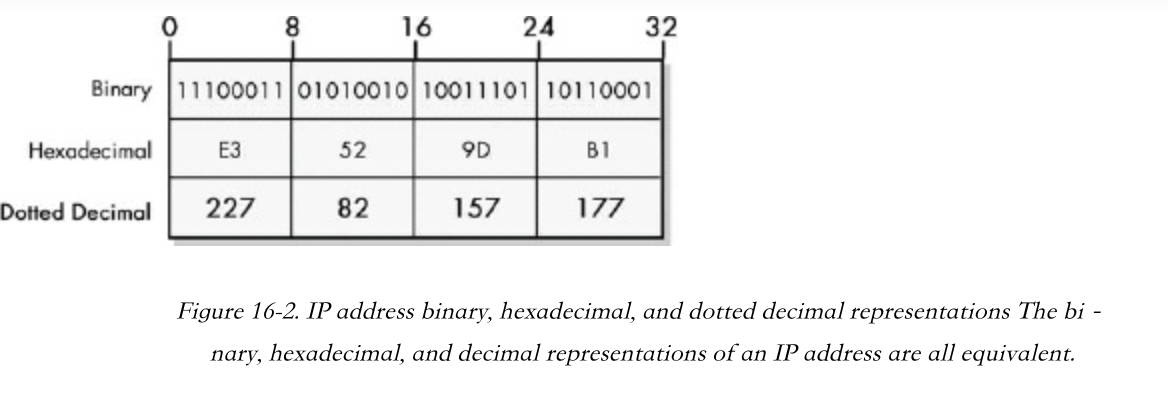 0 8 16 24 32
Binary 11100011 01010010 10011101 10110001
Hexadecimal E3 52 9D B1
Dotted Decimal 227 82 157 177
Figure 16-2. IP address binary, hexadecimal, and dotted decimal representations The bi -
nary, hexadecimal, and decimal representations of an IP address are all equivalent.